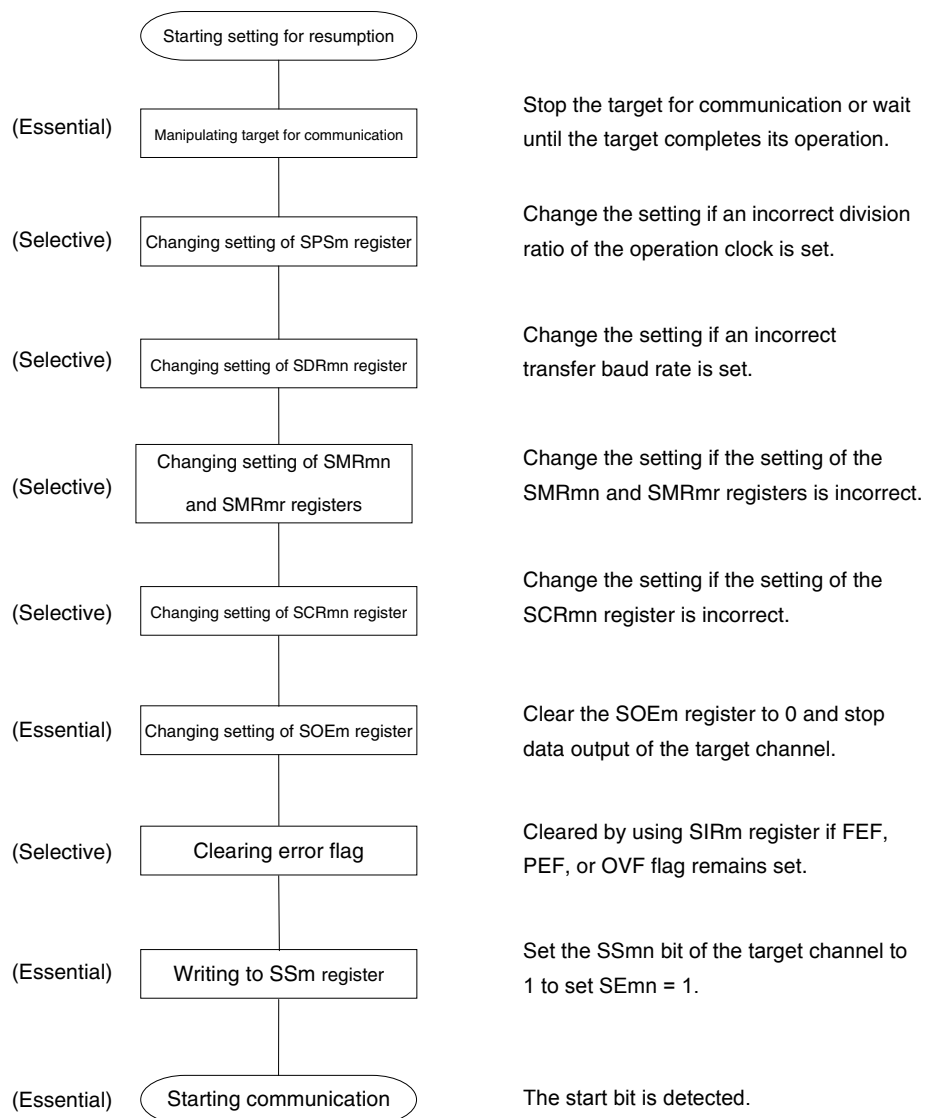 Starting setting for resumption
(Essential)
Manipulating target for communication
Stop the target for communication or wait
until the target completes its operation.
(Selective)
Changing setting of SPSm register
Change the setting if an incorrect division
ratio of the operation clock is set.
(Selective)
Changing setting of SDRmn register
Change the setting if an incorrect
transfer baud rate is set.
(Selective)
Changing setting of SMRmn
and SMRmr registers
Change the setting if the setting of the
SMRmn and SMRmr registers is incorrect.
(Selective)
Changing setting of SCRmn register
Change the setting if the setting of the
SCRmn register is incorrect.
(Essential)
Changing setting of SOEm register
Clear the SOEm register to 0 and stop
data output of the target channel.
(Selective)
Clearing error flag
Cleared by using SIRm register if FEF,
PEF, or OVF flag remains set.
(Essential)
Writing to SSm register
Set the SSmn bit of the target channel to
1 to set SEmn = 1.
(Essential)
Starting communication
The start bit is detected.